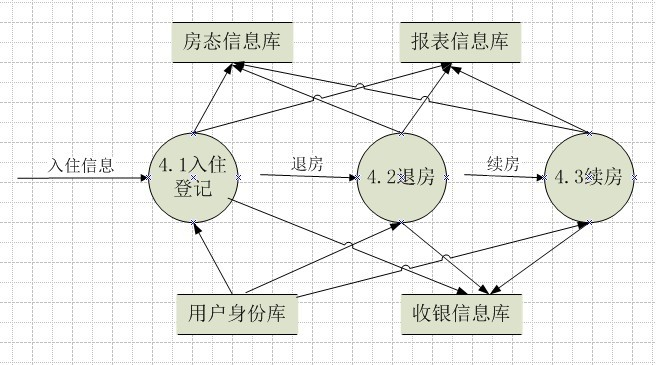 房态信息库
报表信息库
入住信息
4.1入住
登记
退房
4.2退房
续房
4.3续房
用户身份库
收银信息库